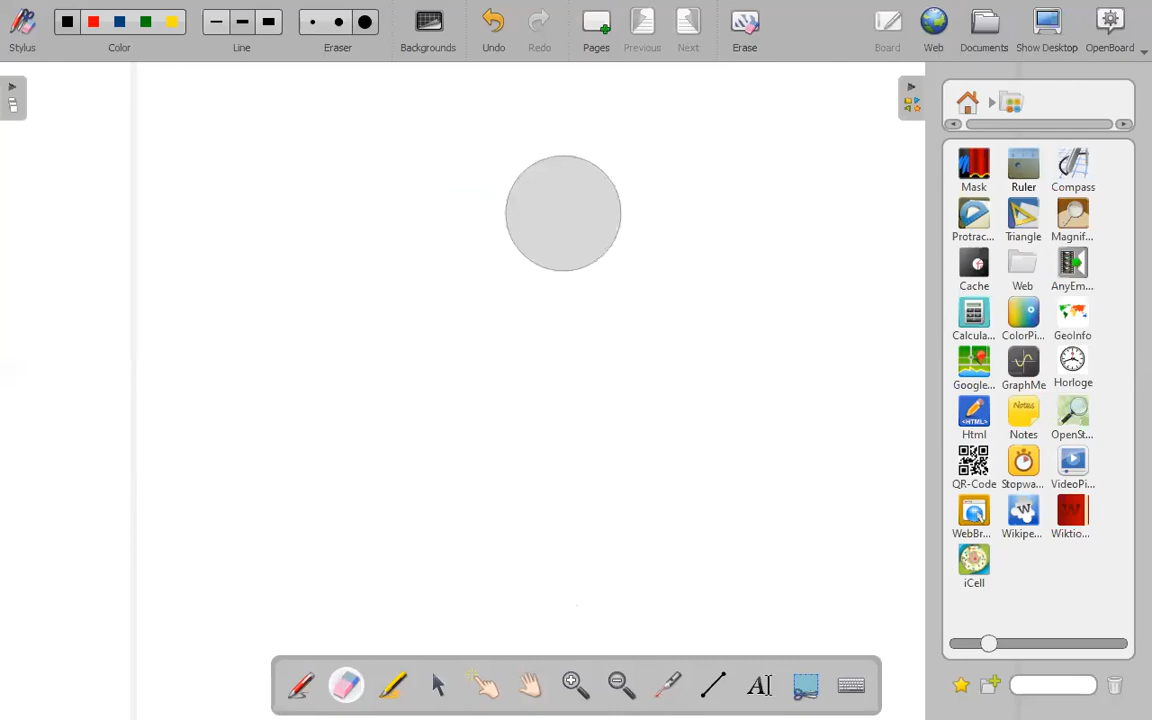 Stylus Color Line Eraser Backgrounds Undo Redo Pages Previous Next Erase Board Web Documents Show Desktop OpenBoard
Mask Ruler Compass
Protrac... Triangle Magnif...
Cache Web AnyEm...
Calcula... ColorPi... GeoInfo
Google... GraphMe Horloge
Html Notes OpenSt...
QR-Code Stopwa... VideoPi...
WebBr... Wikipe... Wiktio...
iCell